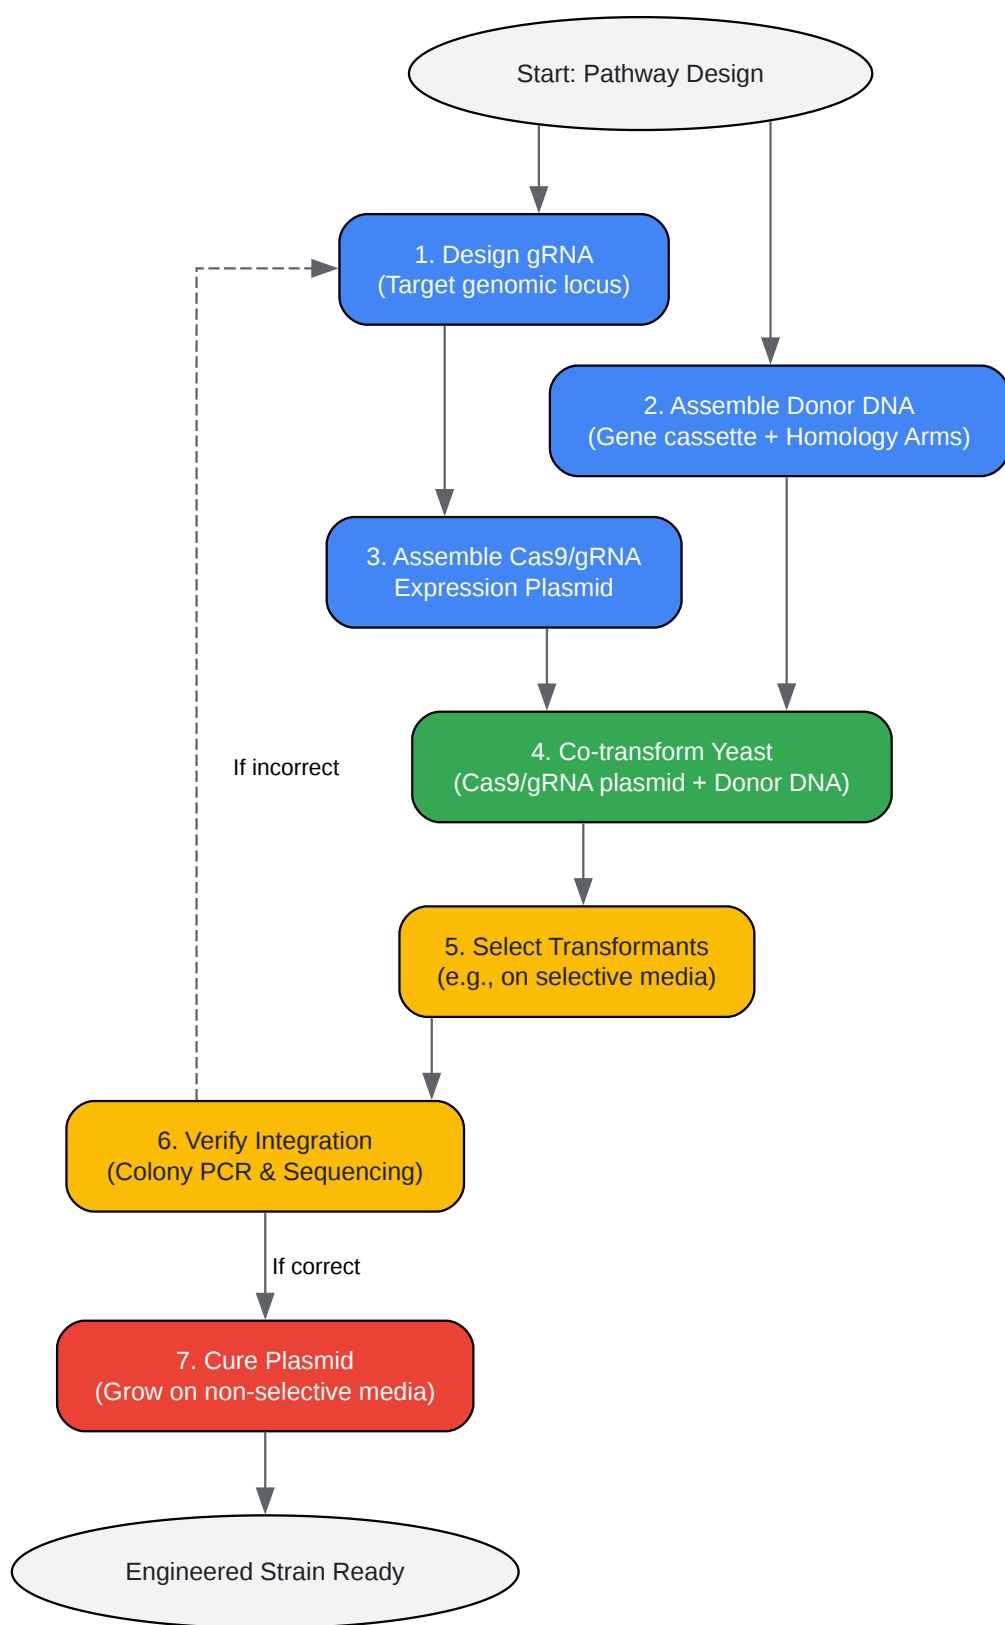 Start: Pathway Design
1. Design gRNA
(Target genomic locus)
2. Assemble Donor DNA
(Gene cassette + Homology Arms)
3. Assemble Cas9/gRNA
Expression Plasmid
4. Co-transform Yeast
(Cas9/gRNA plasmid + Donor DNA)
If incorrect
5. Select Transformants
(e.g., on selective media)
6. Verify Integration
(Colony PCR & Sequencing)
If correct
7. Cure Plasmid
(Grow on non-selective media)
Engineered Strain Ready